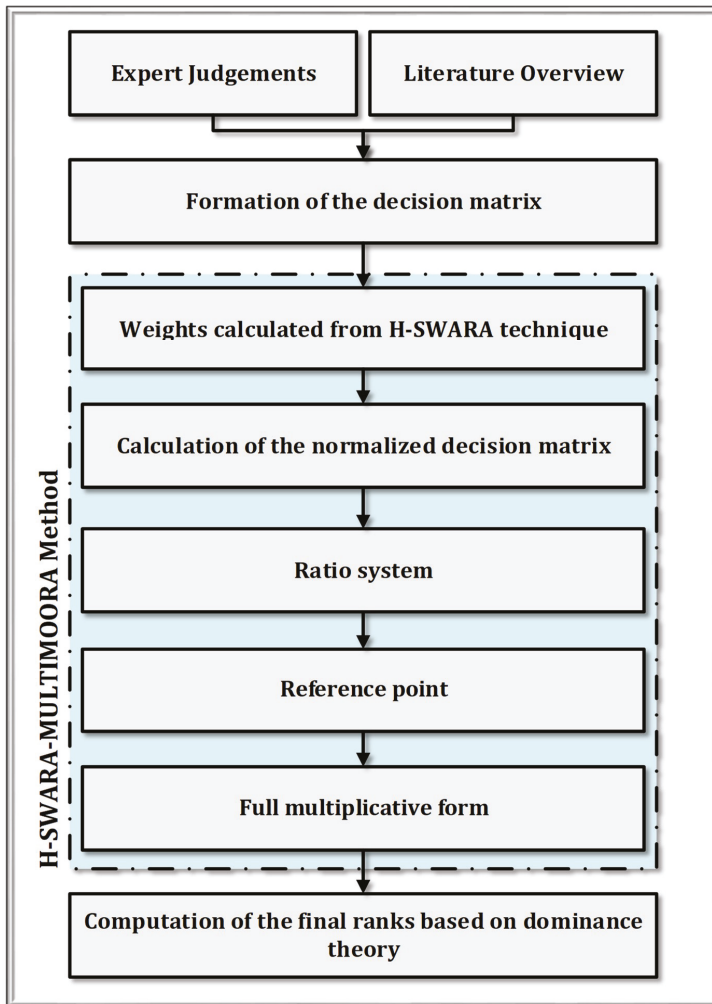 Expert Judgements
Literature Overview
Formation of the decision matrix
Weights calculated from H-SWARA technique
Calculation of the normalized decision matrix
Ratio system
Reference point
Full multiplicative form
H-SWARA-MULTIMOORA Method
Computation of the final ranks based on dominance
theory